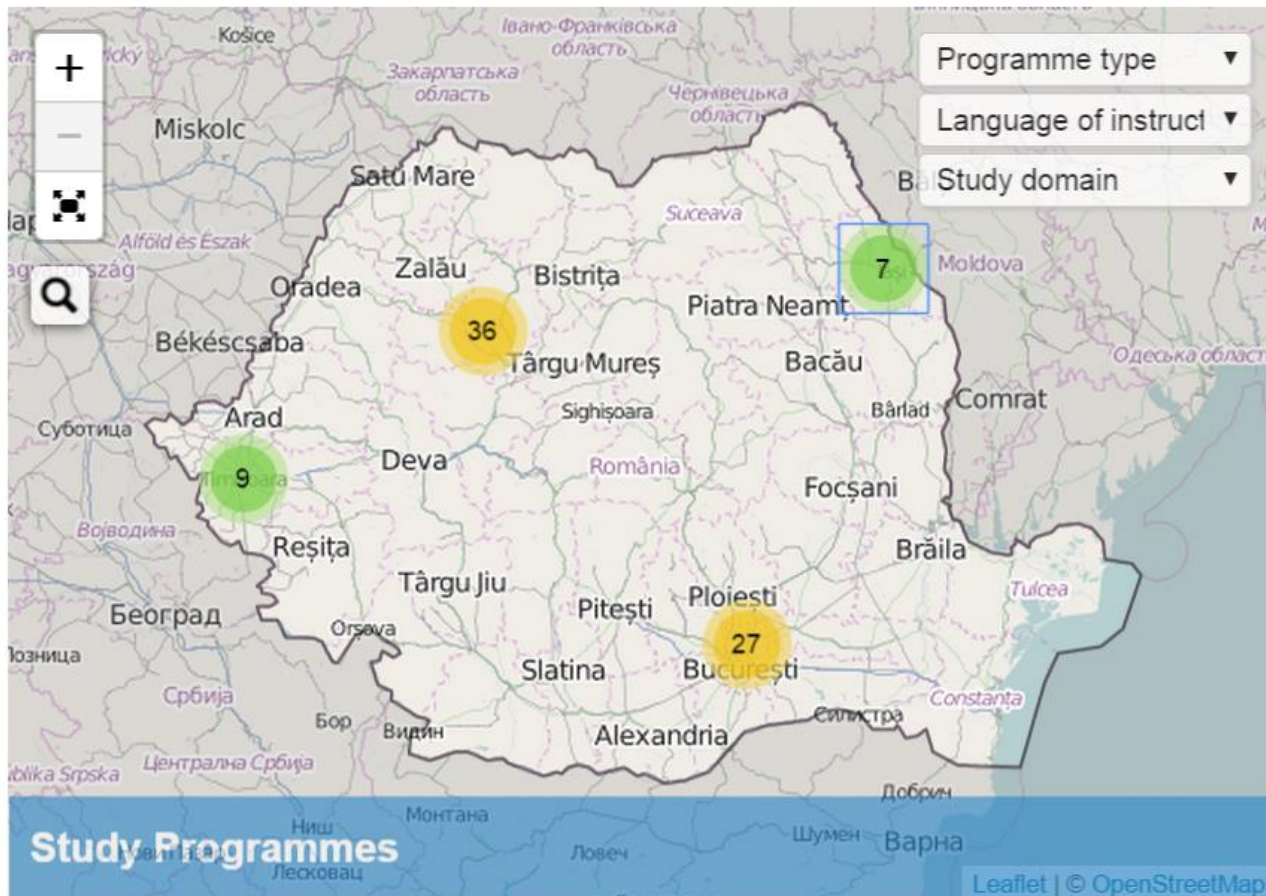 Košice
Івано-Франківська
область
Закарпатська
область
Чернівецька
область
+
−
Programme type
Language of instruct
Study domain
Miskolc
Satu Mare
Suceava
Alföld és Észak
Zalău
Bistrița
7
Moldova
Oradea
Piatra Neamț
36
Békéscsaba
Târgu Mureș
Bacău
Одеська област
Arad
Sighișoara
Bârlad
Comrat
Суботица
Deva
România
9
Focșani
Војводина
Reșița
Brăila
Târgu Jiu
Pitești
Ploiești
Tulcea
Београд
Orșova
27
București
Slatina
Constanța
Србија
Бор
Видин
Alexandria
Силистра
Централна Србија
Добрич
Монтана
Ниш
Шумен
Варна
Study Programmes
Ловеч
Лесковац
Leaflet | © OpenStreetMap